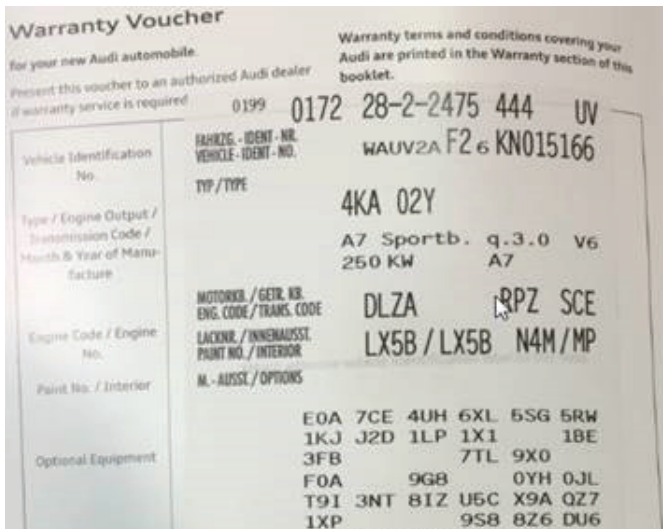 Warranty Voucher
for your new Audi automobile.
Present this voucher to an authorized Audi dealer
if warranty service is required
Warranty terms and conditions covering your
Audi are printed in the Warranty section of this
booklet.
0199 0172 28-2-2475 444 UV
Vehicle Identification
No.
FAHRZG.-IDENT-NR.
VEHICLE-IDENT-NO.
WAUV2A F2 6 KN015166
TYP/TYPE
Type / Engine Output /
Transmission Code /
Month & Year of Manu-
facture
4KA 02Y
A7 Sportb. q.3.0 V6
250 KW A7
Engine Code / Engine
No.
MOTORKB./GETR. KB.
ENG. CODE/TRANS. CODE
DLZA RPZ SCE
LACKNR./INNENAUSST.
PAINT NO./INTERIOR
LX5B/LX5B N4M/MP
Paint No. / Interior
M.-AUSST./OPTIONS
Optional Equipment
E0A 7CE 4UH 6XL 5SG 5RW
1KJ J2D 1LP 1X1 1BE
3FB 7TL 9X0
F0A 9G8 0YH 0JL
T9I 3NT 8IZ U5C X9A QZ7
1XP 9S8 8Z6 DU6